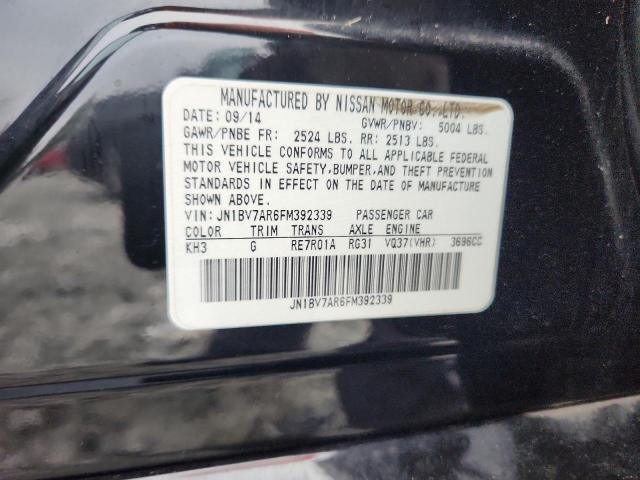 MANUFACTURED BY NISSAN MOTOR CO.,LTD.
DATE: 09/14 GVWR/PNBV: 5004 LBS.
GAWR/PNBE FR: 2524 LBS. RR: 2513 LBS.
THIS VEHICLE CONFORMS TO ALL APPLICABLE FEDERAL
MOTOR VEHICLE SAFETY,BUMPER,AND THEFT PREVENTION
STANDARDS IN EFFECT ON THE DATE OF MANUFACTURE
SHOWN ABOVE.
VIN: JN1BV7AR6FM392339 PASSENGER CAR
COLOR TRIM TRANS AXLE ENGINE
KH3 G RE7R01A RG31 VQ37(VHR) 3696CC
JN1BV7AR6FM392339